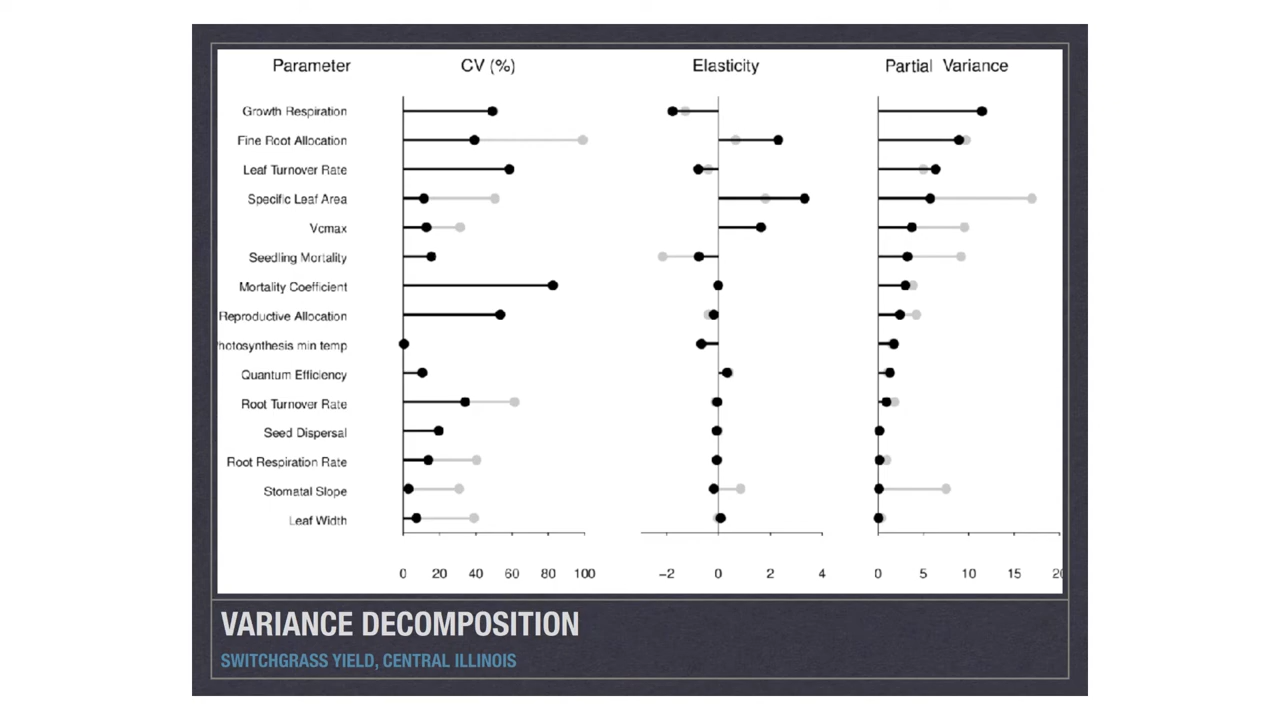 Parameter CV (%) Elasticity Partial Variance
Growth Respiration
Fine Root Allocation
Leaf Turnover Rate
Specific Leaf Area
Vcmax
Seedling Mortality
Mortality Coefficient
Reproductive Allocation
hotosynthesis min temp
Quantum Efficiency
Root Turnover Rate
Seed Dispersal
Root Respiration Rate
Stomatal Slope
Leaf Width
0 20 40 60 80 100 −2 0 2 4 0 5 10 15 20
VARIANCE DECOMPOSITION
SWITCHGRASS YIELD, CENTRAL ILLINOIS